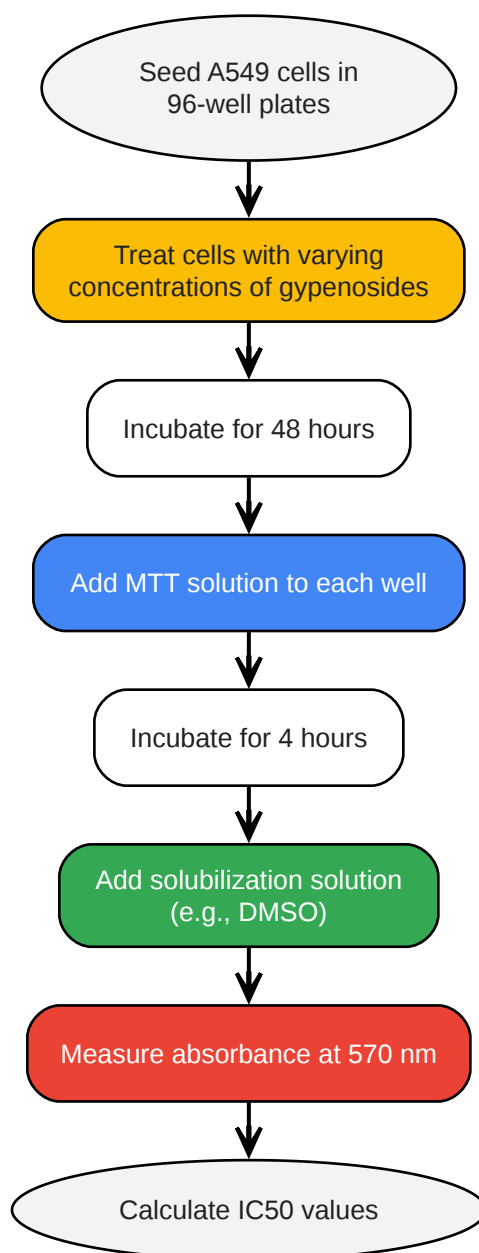 Seed A549 cells in
96-well plates
Treat cells with varying
concentrations of gypenosides
Incubate for 48 hours
Add MTT solution to each well
Incubate for 4 hours
Add solubilization solution
(e.g., DMSO)
Measure absorbance at 570 nm
Calculate IC50 values